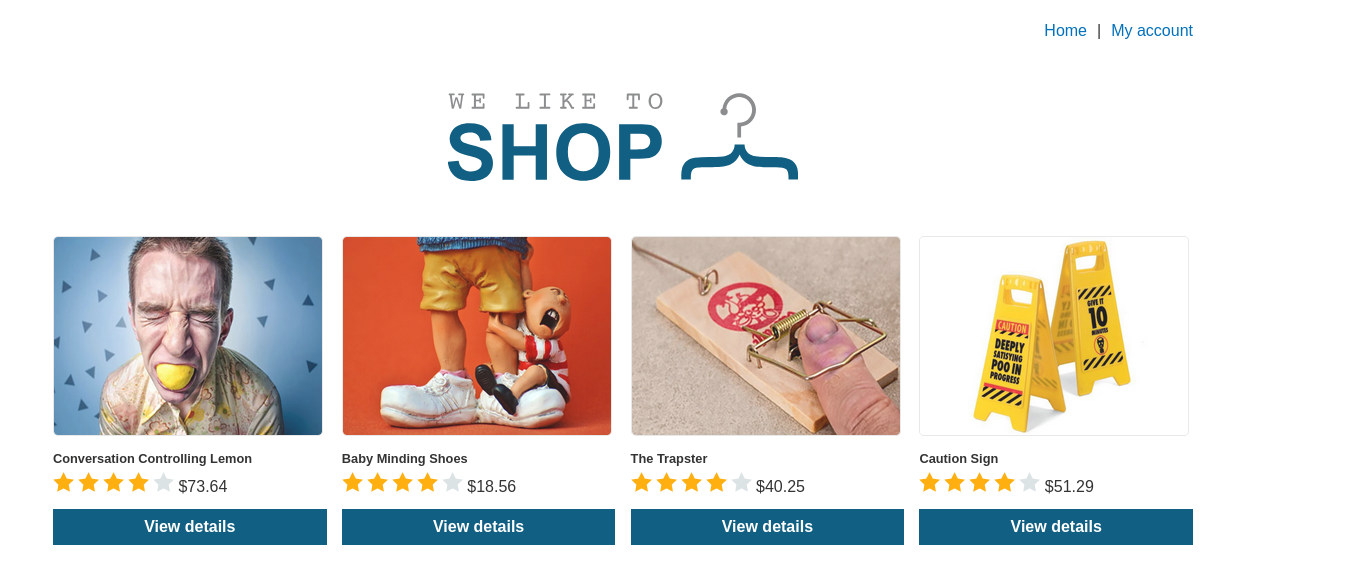 Home | My account
WE LIKE TO
SHOP
Conversation Controlling Lemon
$73.64
View details
Baby Minding Shoes
$18.56
View details
The Trapster
$40.25
View details
CAUTION
DEEPLY
SATISFYING
POO IN
PROGRESS
GIVE IT
10
MINUTES
Caution Sign
$51.29
View details